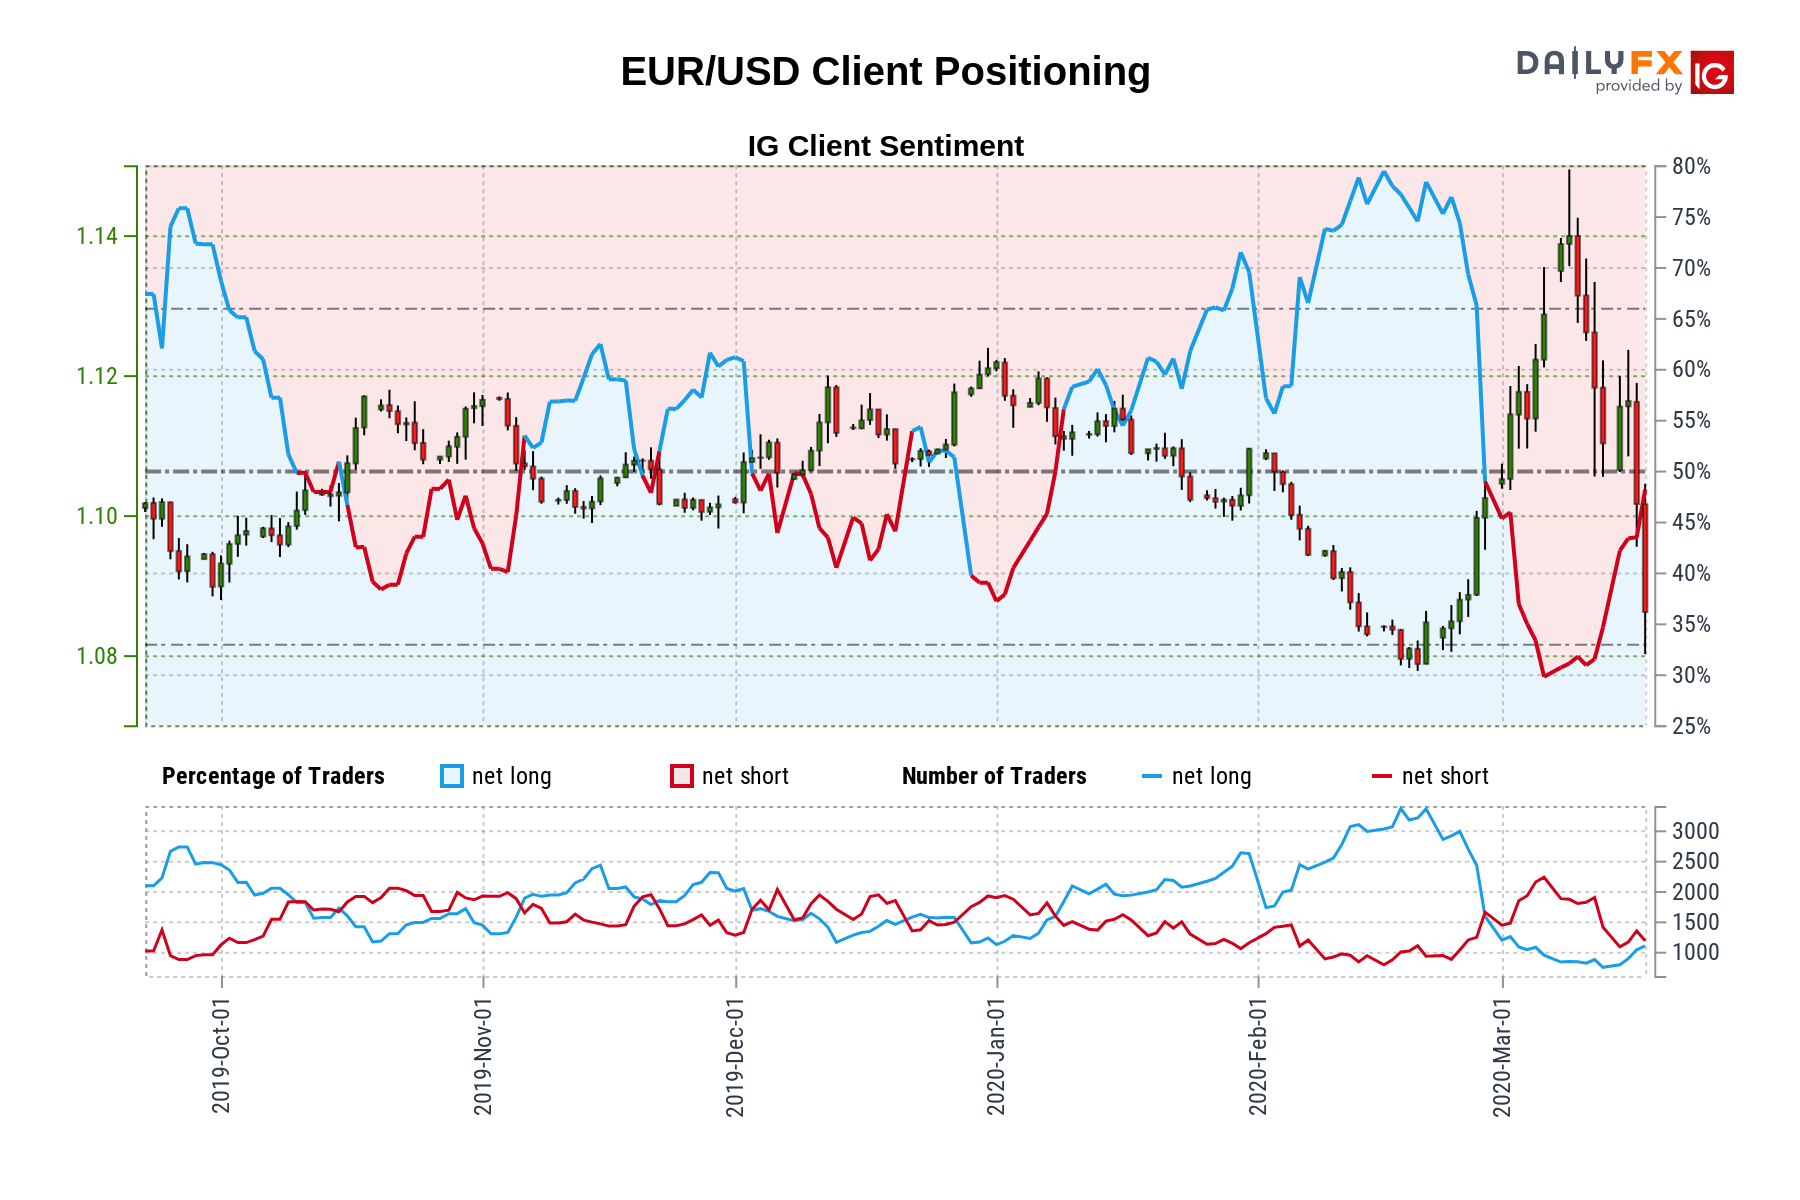 EUR/USD Client Positioning
DAILYFX
provided by IG
IG Client Sentiment
1.14
1.12
1.10
1.08
80%
75%
70%
65%
60%
55%
50%
45%
40%
35%
30%
25%
Percentage of Traders net long net short Number of Traders net long net short
3000
2500
2000
1500
1000
2019-Oct-01
2019-Nov-01
2019-Dec-01
2020-Jan-01
2020-Feb-01
2020-Mar-01